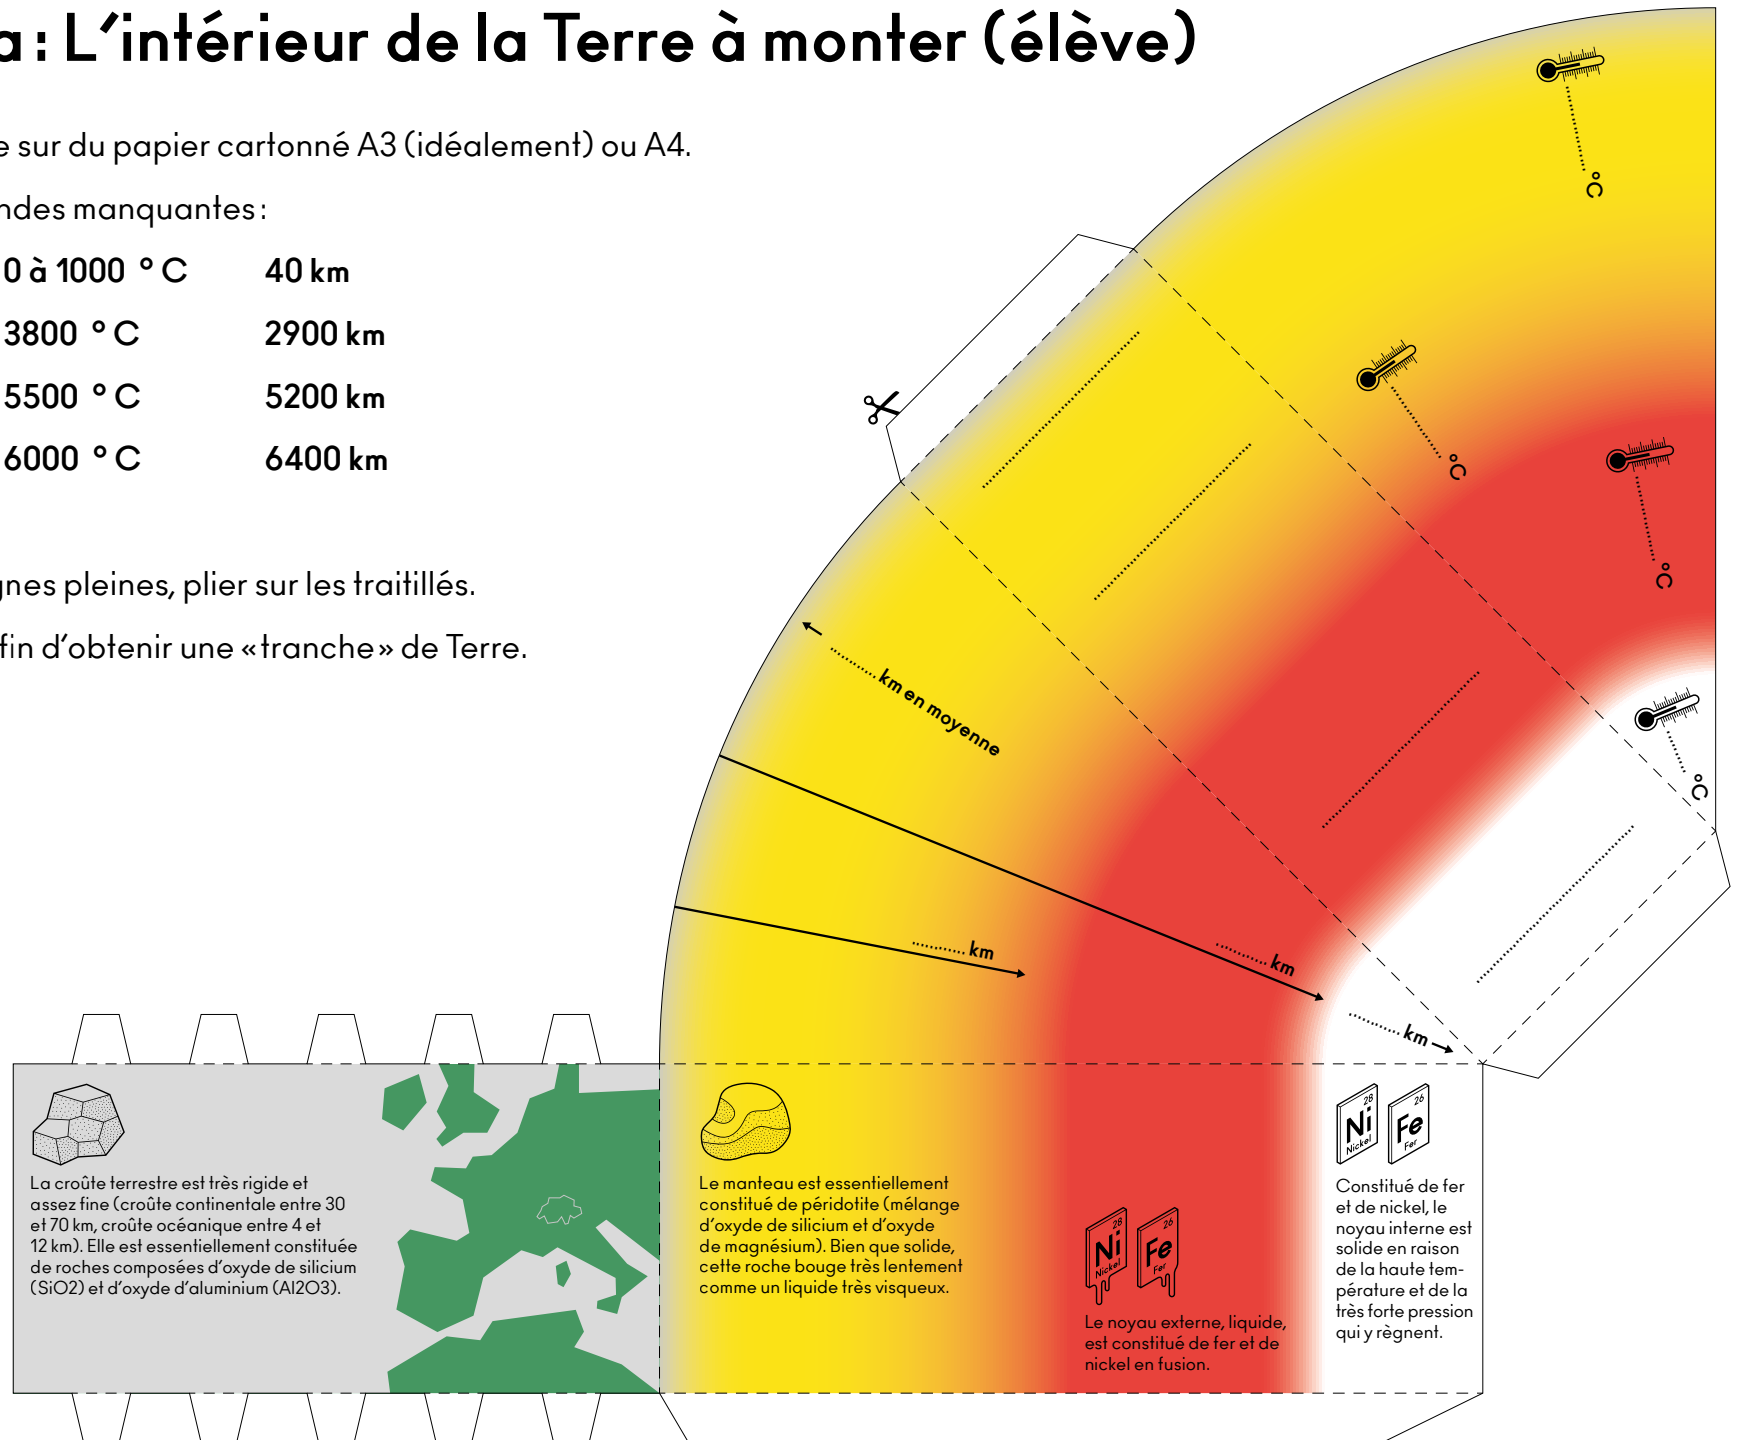 a : L’intérieur de la Terre à monter (élève)
e sur du papier cartonné A3 (idéalement) ou A4.
ndes manquantes :
0 à 1000 °C 40 km
3800 °C 2900 km
5500 °C 5200 km
6000 °C 6400 km
gnes pleines, plier sur les traitillés.
fin d’obtenir une «tranche» de Terre.
°C
°C
°C
°C
........ km en moyenne
........ km
........ km
........ km
La croûte terrestre est très rigide et
assez fine (croûte continentale entre 30
et 70 km, croûte océanique entre 4 et
12 km). Elle est essentiellement constituée
de roches composées d’oxyde de silicium
(SiO2) et d’oxyde d’aluminium (Al2O3).
Le manteau est essentiellement
constitué de péridotite (mélange
d’oxyde de silicium et d’oxyde
de magnésium). Bien que solide,
cette roche bouge très lentement
comme un liquide très visqueux.
28
Ni
Nickel
26
Fe
Fer
Le noyau externe, liquide,
est constitué de fer et de
nickel en fusion.
28
Ni
Nickel
26
Fe
Fer
Constitué de fer
et de nickel, le
noyau interne est
solide en raison
de la haute tem-
pérature et de la
très forte pression
qui y règnent.